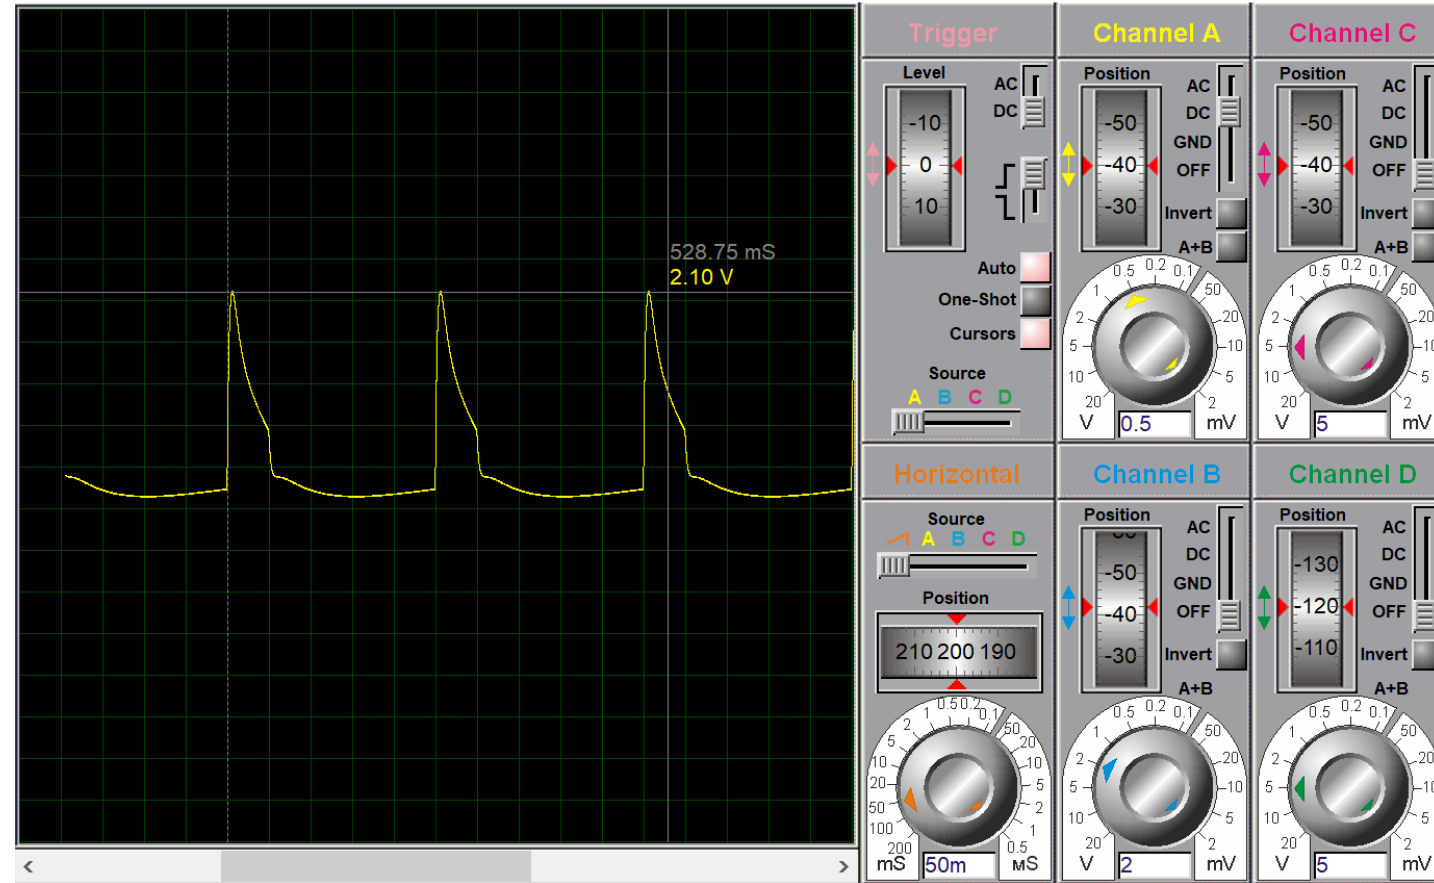 528.75 mS
2.10 V
Trigger
Level
AC
DC
-10
0
10
Auto
One-Shot
Cursors
Source
A B C D
Channel A
Position
AC
DC
GND
OFF
-50
-40
-30
Invert
A+B
20 10 5 2 1 0.5 0.2 0.1 50 20 10 5 2
V
0.5
mV
Channel C
Position
AC
DC
GND
OFF
-50
-40
-30
Invert
A+B
20 10 5 2 1 0.5 0.2 0.1 50 20 5 2
V
5
mV
Horizontal
Source
A B C D
Position
210 200 190
200 100 50 20 10 5 2 1 0.5 0.2 0.1 50 20 10 5 2 1 0.5
mS
50m
мS
Channel B
Position
AC
DC
GND
OFF
-50
-40
-30
Invert
A+B
20 10 5 2 1 0.5 0.2 0.1 50 20 10 5 2
V
2
mV
Channel D
Position
AC
DC
GND
OFF
-130
-120
-110
Invert
A+B
20 10 5 2 1 0.5 0.2 0.1 50 20 5 2
V
5
mV